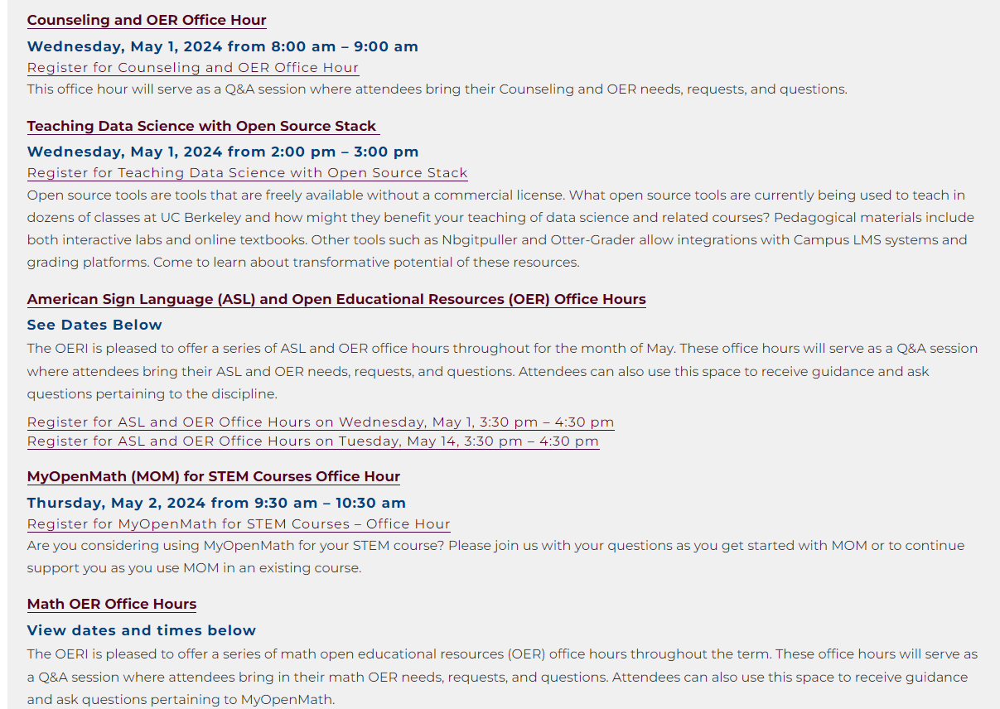 Counseling and OER Office Hour
Wednesday, May 1, 2024 from 8:00 am – 9:00 am
Register for Counseling and OER Office Hour
This office hour will serve as a Q&A session where attendees bring their Counseling and OER needs, requests, and questions.
Teaching Data Science with Open Source Stack
Wednesday, May 1, 2024 from 2:00 pm – 3:00 pm
Register for Teaching Data Science with Open Source Stack
Open source tools are tools that are freely available without a commercial license. What open source tools are currently being used to teach in
dozens of classes at UC Berkeley and how might they benefit your teaching of data science and related courses? Pedagogical materials include
both interactive labs and online textbooks. Other tools such as Nbgitpuller and Otter-Grader allow integrations with Campus LMS systems and
grading platforms. Come to learn about transformative potential of these resources.
American Sign Language (ASL) and Open Educational Resources (OER) Office Hours
See Dates Below
The OERI is pleased to offer a series of ASL and OER office hours throughout for the month of May. These office hours will serve as a Q&A session
where attendees bring their ASL and OER needs, requests, and questions. Attendees can also use this space to receive guidance and ask
questions pertaining to the discipline.
Register for ASL and OER Office Hours on Wednesday, May 1, 3:30 pm – 4:30 pm
Register for ASL and OER Office Hours on Tuesday, May 14, 3:30 pm – 4:30 pm
MyOpenMath (MOM) for STEM Courses Office Hour
Thursday, May 2, 2024 from 9:30 am – 10:30 am
Register for MyOpenMath for STEM Courses – Office Hour
Are you considering using MyOpenMath for your STEM course? Please join us with your questions as you get started with MOM or to continue
support you as you use MOM in an existing course.
Math OER Office Hours
View dates and times below
The OERI is pleased to offer a series of math open educational resources (OER) office hours throughout the term. These office hours will serve as
a Q&A session where attendees bring in their math OER needs, requests, and questions. Attendees can also use this space to receive guidance
and ask questions pertaining to MyOpenMath.